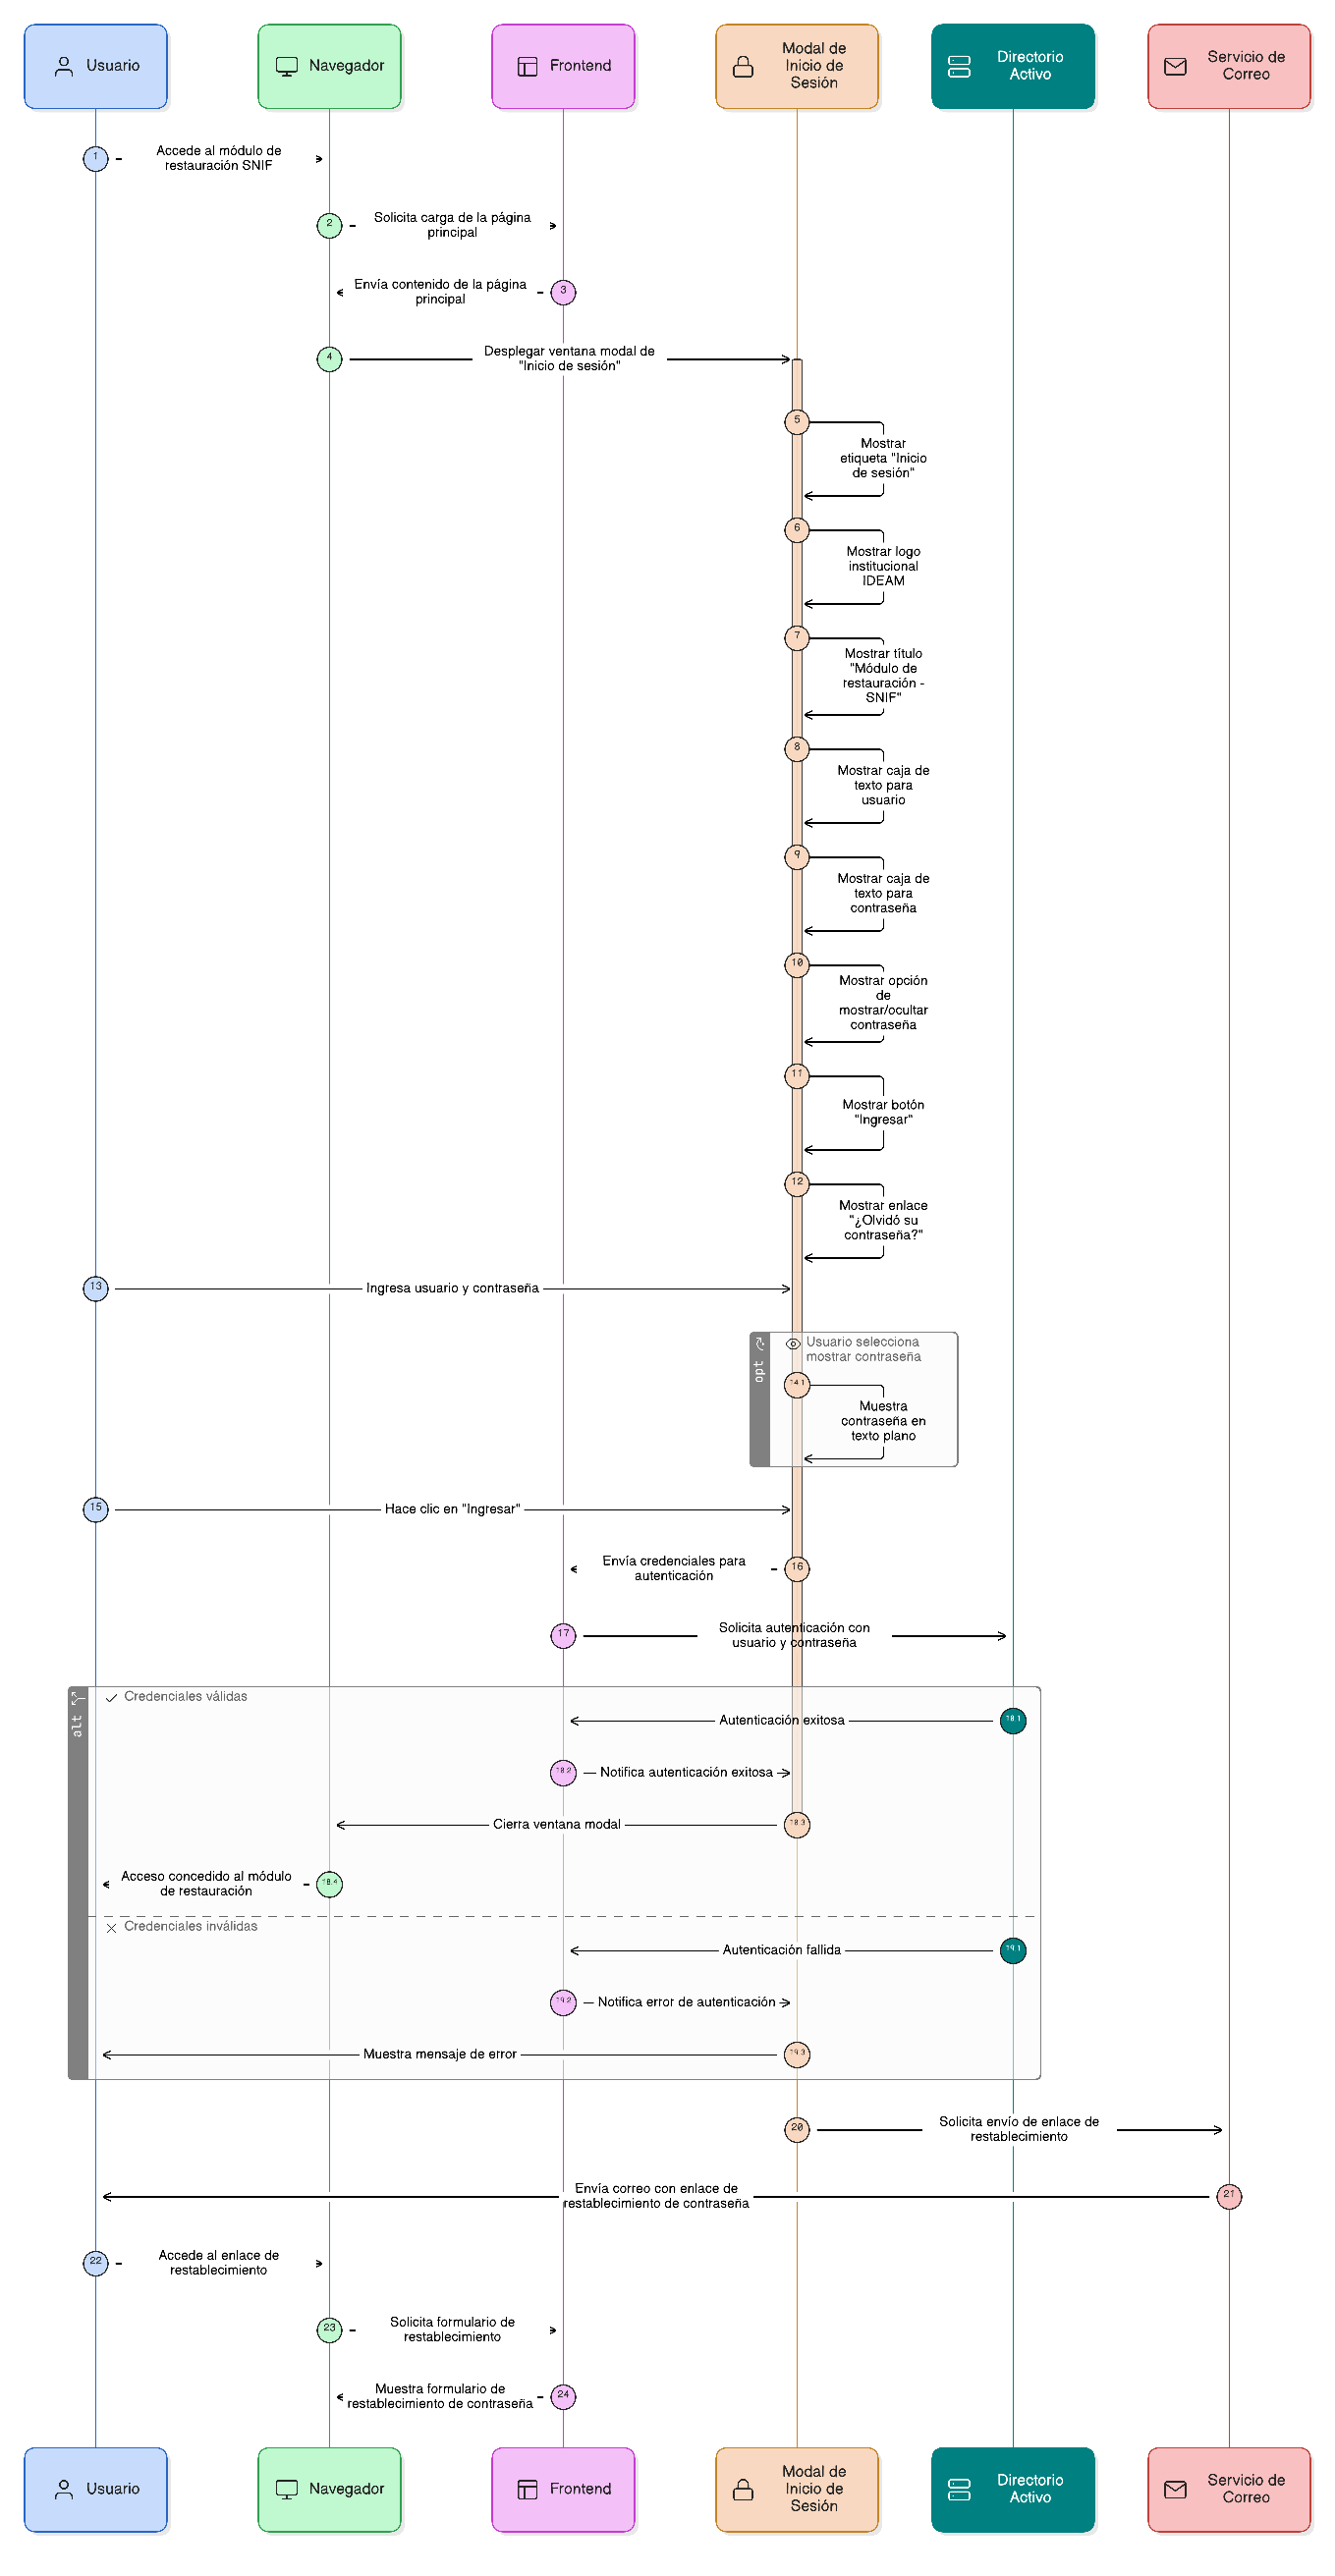 Usuario
Navegador
Frontend
Modal de
Inicio de
Sesión
Directorio
Activo
Servicio de
Correo
1
Accede al módulo de
restauración SNIF
2
Solicita carga de la página
principal
Envía contenido de la página
principal
3
4
Desplegar ventana modal de
"Inicio de sesión"
5
Mostrar
etiqueta "Inicio
de sesión"
6
Mostrar logo
institucional
IDEAM
7
Mostrar título
"Módulo de
restauración -
SNIF"
8
Mostrar caja de
texto para
usuario
9
Mostrar caja de
texto para
contraseña
10
Mostrar opción
de
mostrar/ocultar
contraseña
11
Mostrar botón
"Ingresar"
12
Mostrar enlace
"¿Olvidó su
contraseña?"
13
Ingresa usuario y contraseña
opt
Usuario selecciona
mostrar contraseña
14.1
Muestra
contraseña en
texto plano
15
Hace clic en "Ingresar"
Envía credenciales para
autenticación
16
17
Solicita autenticación con
usuario y contraseña
alt
Credenciales válidas
Autenticación exitosa
18.1
18.2
Notifica autenticación exitosa
Cierra ventana modal
18.3
Acceso concedido al módulo
de restauración
18.4
Credenciales inválidas
Autenticación fallida
19.1
19.2
Notifica error de autenticación
Muestra mensaje de error
19.3
20
Solicita envío de enlace de
restablecimiento
Envía correo con enlace de
restablecimiento de contraseña
21
22
Accede al enlace de
restablecimiento
23
Solicita formulario de
restablecimiento
Muestra formulario de
restablecimiento de contraseña
24
Usuario
Navegador
Frontend
Modal de
Inicio de
Sesión
Directorio
Activo
Servicio de
Correo